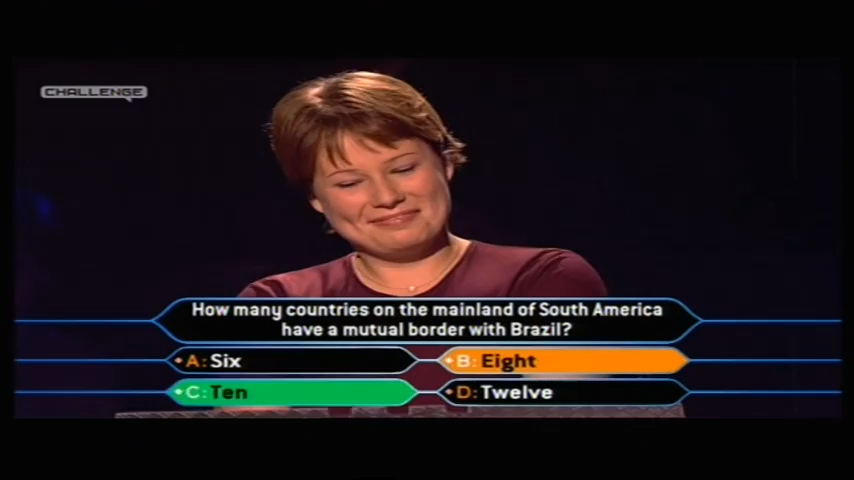 CHALLENGE
How many countries on the mainland of South America
have a mutual border with Brazil?
A: Six
B: Eight
C: Ten
D: Twelve